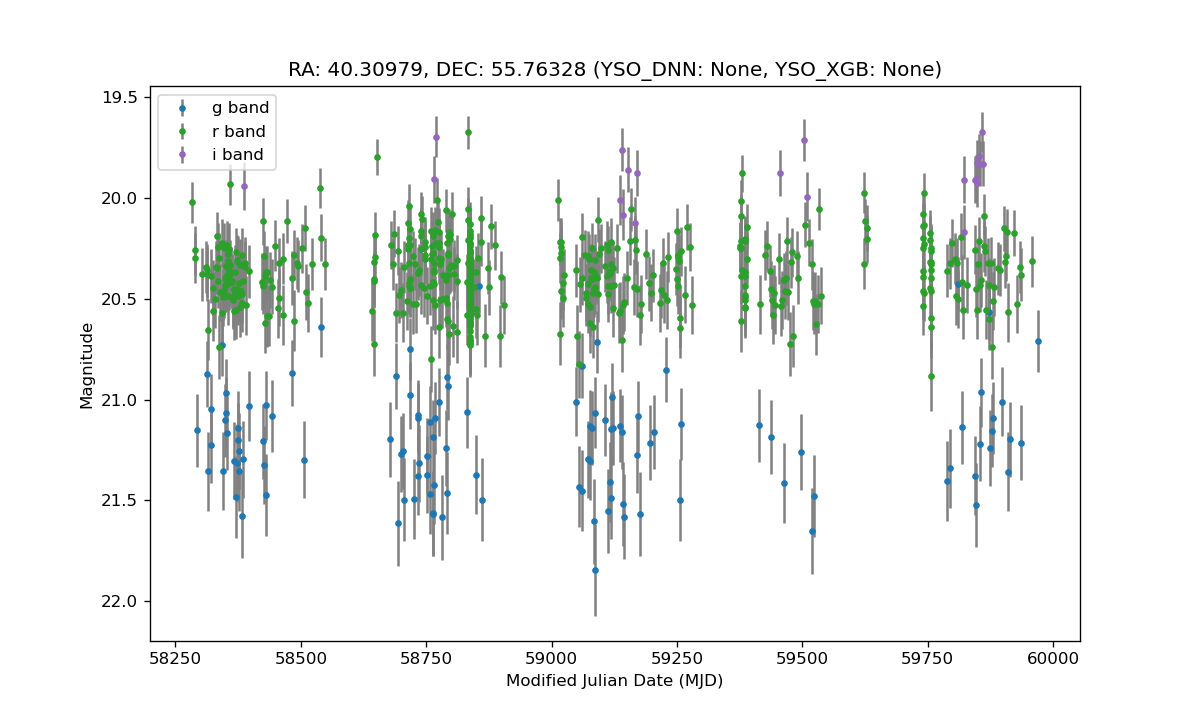 RA: 40.30979, DEC: 55.76328 (YSO_DNN: None, YSO_XGB: None)
g band
r band
i band
19.5
20.0
20.5
21.0
21.5
22.0
Magnitude
58250 58500 58750 59000 59250 59500 59750 60000
Modified Julian Date (MJD)